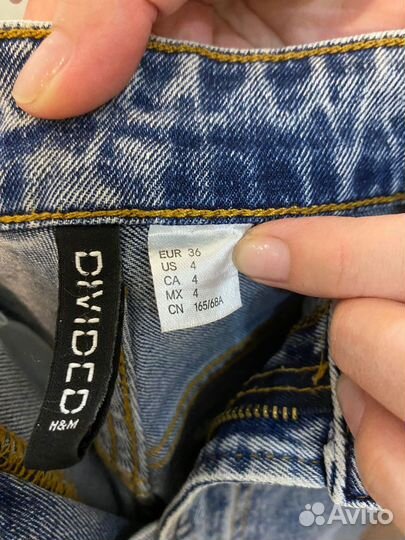 DIVIDED
H&M
EUR 36
US 4
CA 4
MX 4
CN 165/68A
Avito